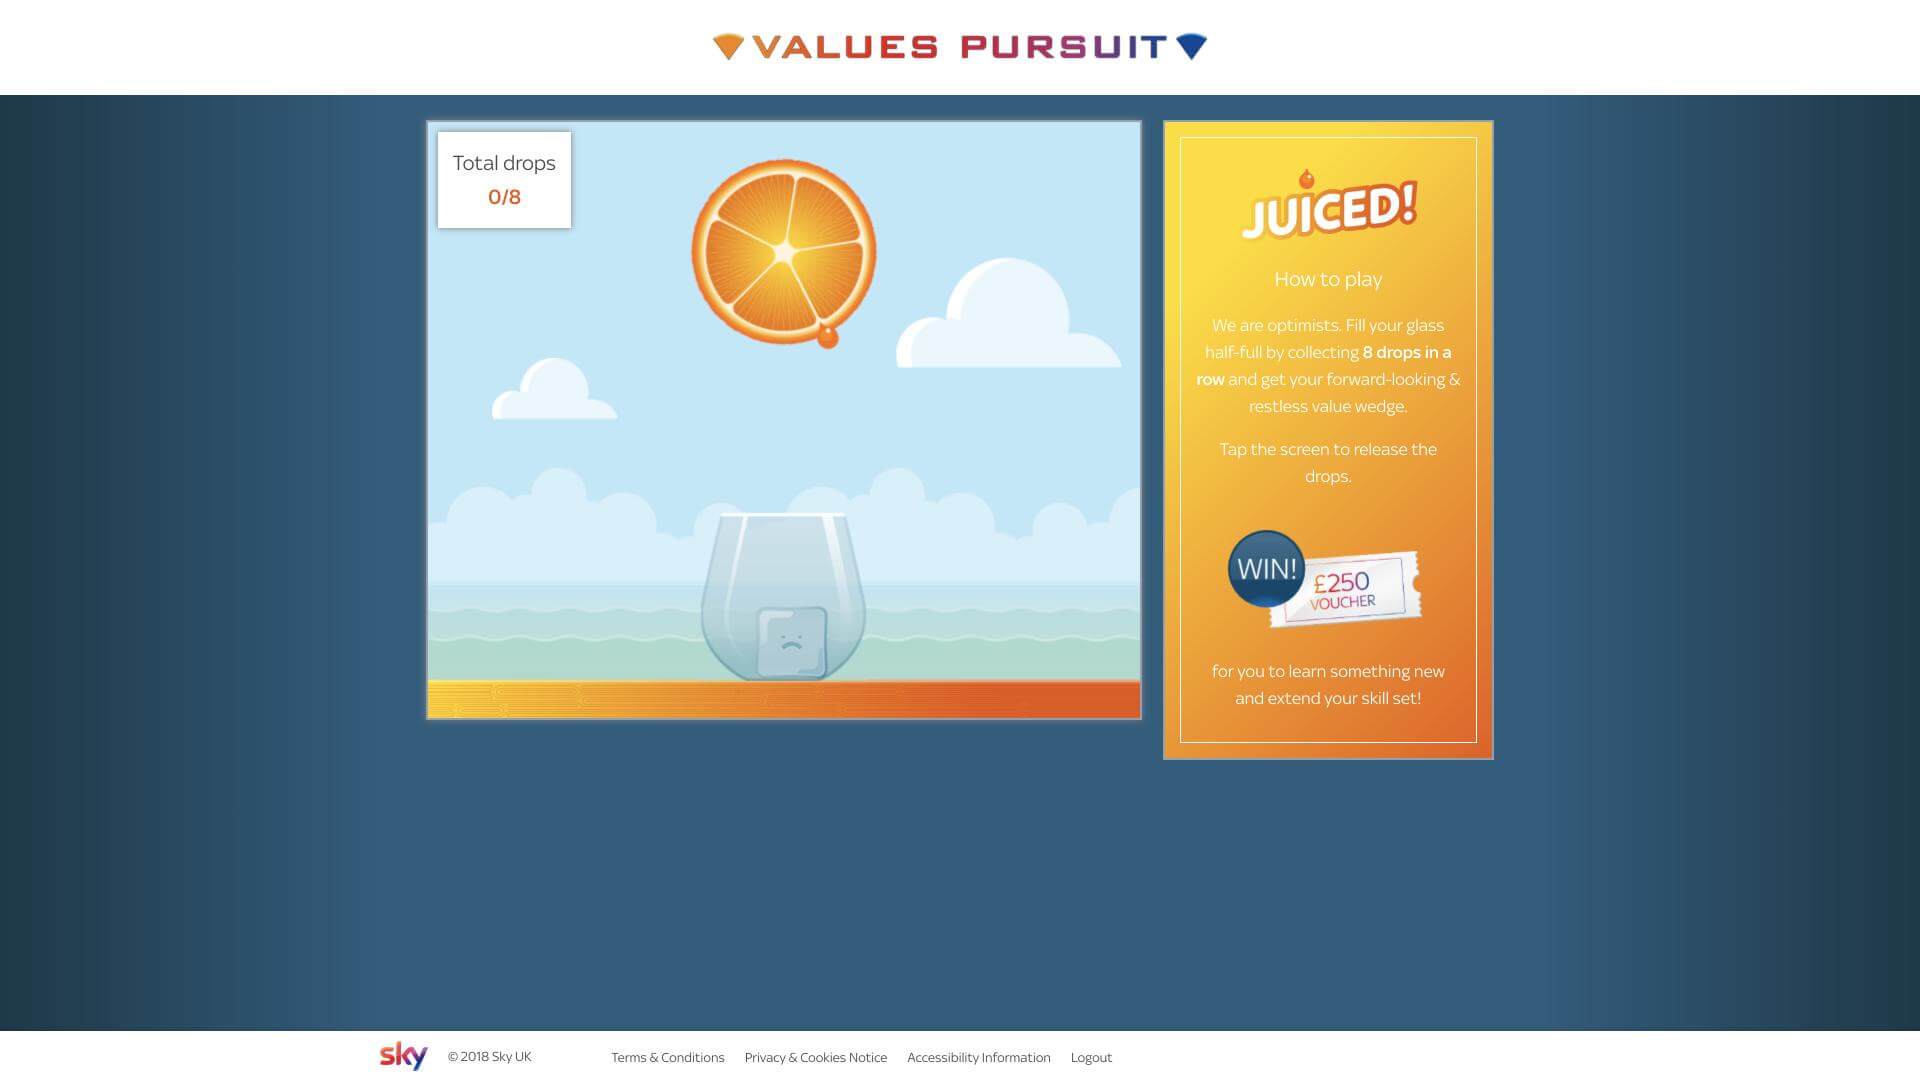 VALUES PURSUIT
Total drops
0/8
JUICED!
How to play
We are optimists. Fill your glass
half-full by collecting 8 drops in a
row and get your forward-looking &
restless value wedge.
Tap the screen to release the
drops.
WIN!
£250
VOUCHER
for you to learn something new
and extend your skill set!
sky
© 2018 Sky UK
Terms & Conditions
Privacy & Cookies Notice
Accessibility Information
Logout